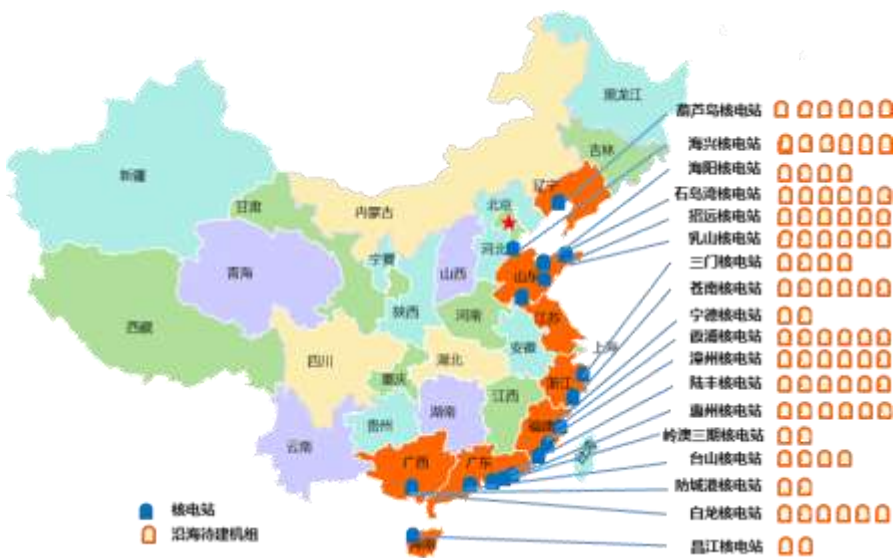 黑龙江
吉林
辽宁
新疆
甘肃
内蒙古
北京
河北
宁夏
山西
山东
青海
陕西
河南
江苏
西藏
四川
重庆
湖北
安徽
上海
浙江
江西
湖南
贵州
云南
福建
广西
广东
葫芦岛核电站
海兴核电站
海阳核电站
石岛湾核电站
招远核电站
乳山核电站
三门核电站
苍南核电站
宁德核电站
霞浦核电站
漳州核电站
陆丰核电站
惠州核电站
岭澳三期核电站
台山核电站
防城港核电站
白龙核电站
昌江核电站
核电站
沿海待建机组